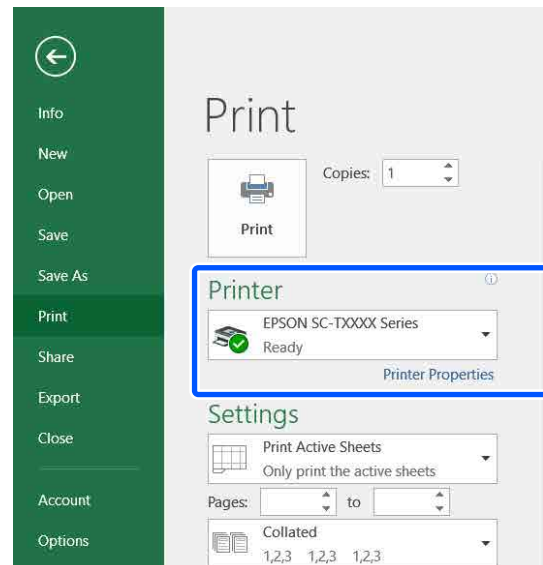 Info
New
Open
Save
Save As
Print
Share
Export
Close
Account
Options
Print
Copies: 1
Print
Printer
EPSON SC-TXXXX Series
Ready
Printer Properties
Settings
Print Active Sheets
Only print the active sheets
Pages: to
Collated
1,2,3 1,2,3 1,2,3